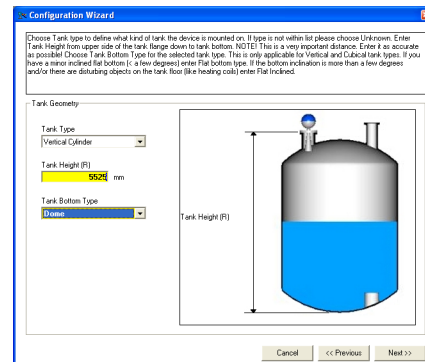 Configuration Wizard
Choose Tank type to define what kind of tank the device is mounted on. If type is not within list please choose Unknown. Enter
Tank Height from upper side of the tank flange down to tank bottom. NOTE! This is a very important distance. Enter it as accurate
as possible! Choose Tank Bottom Type for the selected tank type. This is only applicable for Vertical and Cubical tank types. If you
have a minor inclined flat bottom (< a few degrees) enter Flat bottom type. If the bottom inclination is more than a few degrees
and/or there are disturbing objects on the tank floor (like heating coils) enter Flat Inclined.
Tank Geometry
Tank Type
Vertical Cylinder
Tank Height (R)
5525 mm
Tank Bottom Type
Dome
Tank Height (R)
Cancel
<< Previous
Next >>